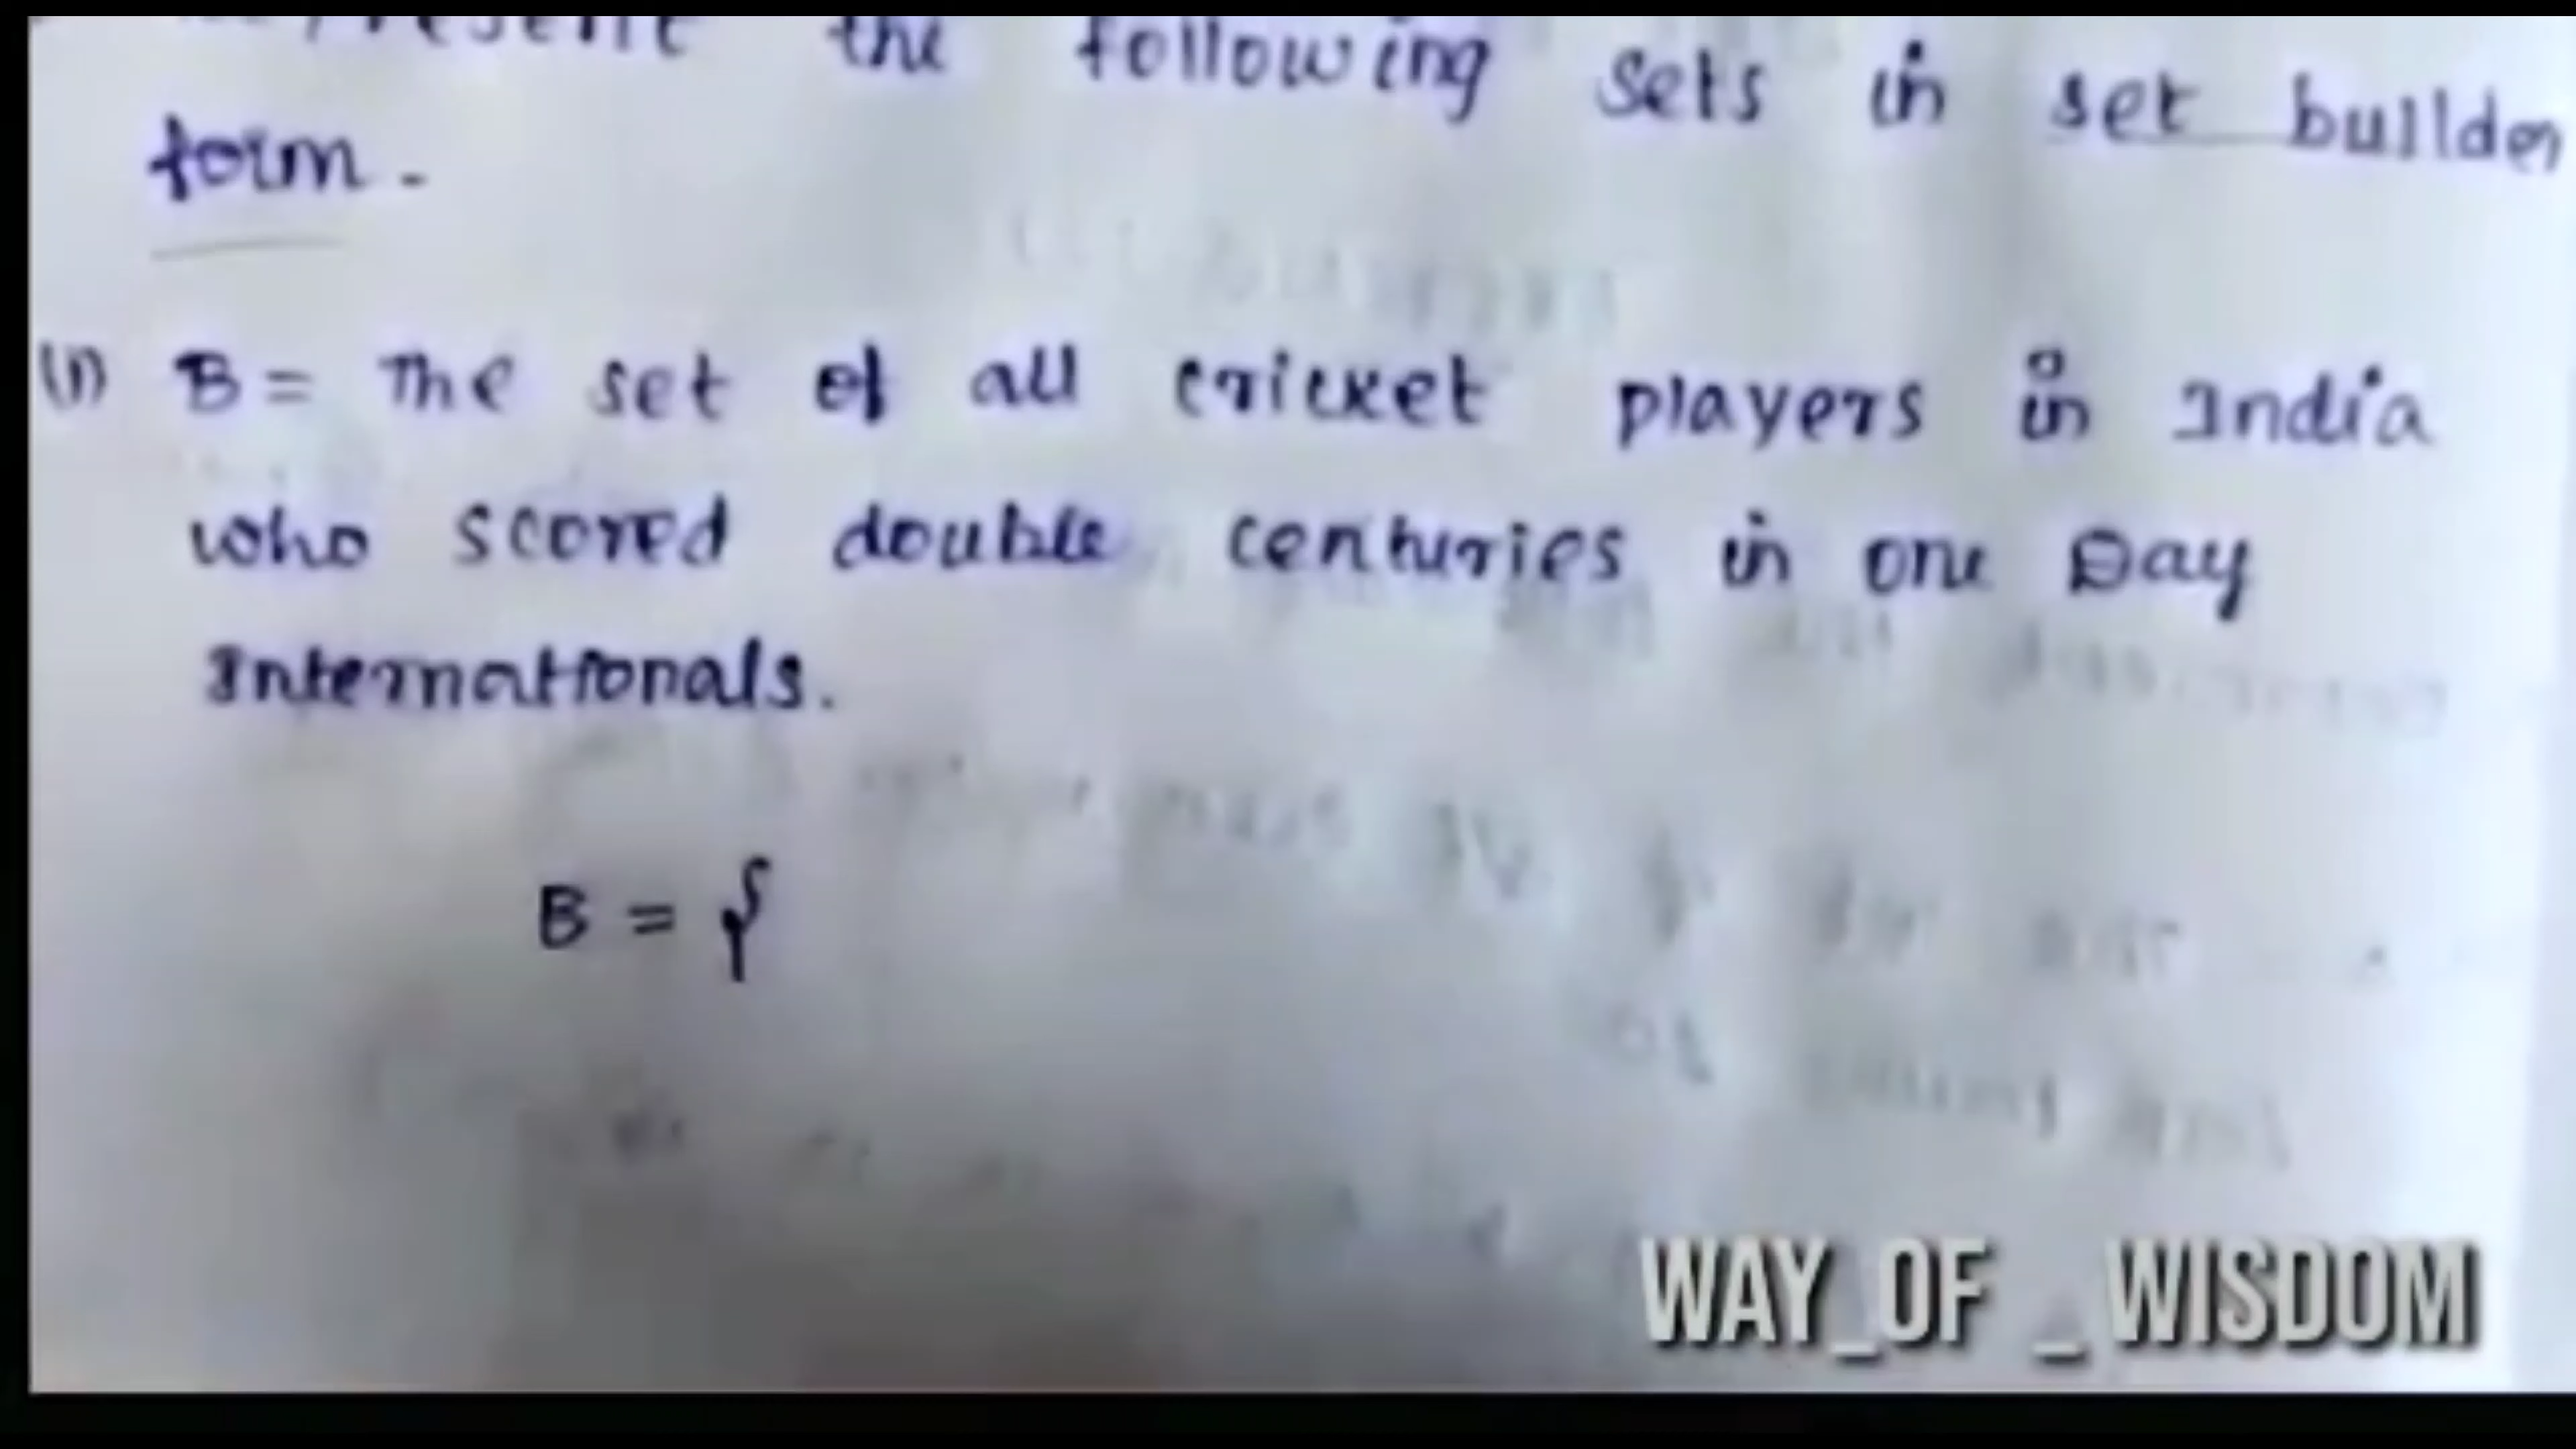 the following sets in set builder
form.
(i) B = The set of all cricket players in India
who scored double centuries in One Day
Internationals.
B = {
WAY_OF _ WISDOM